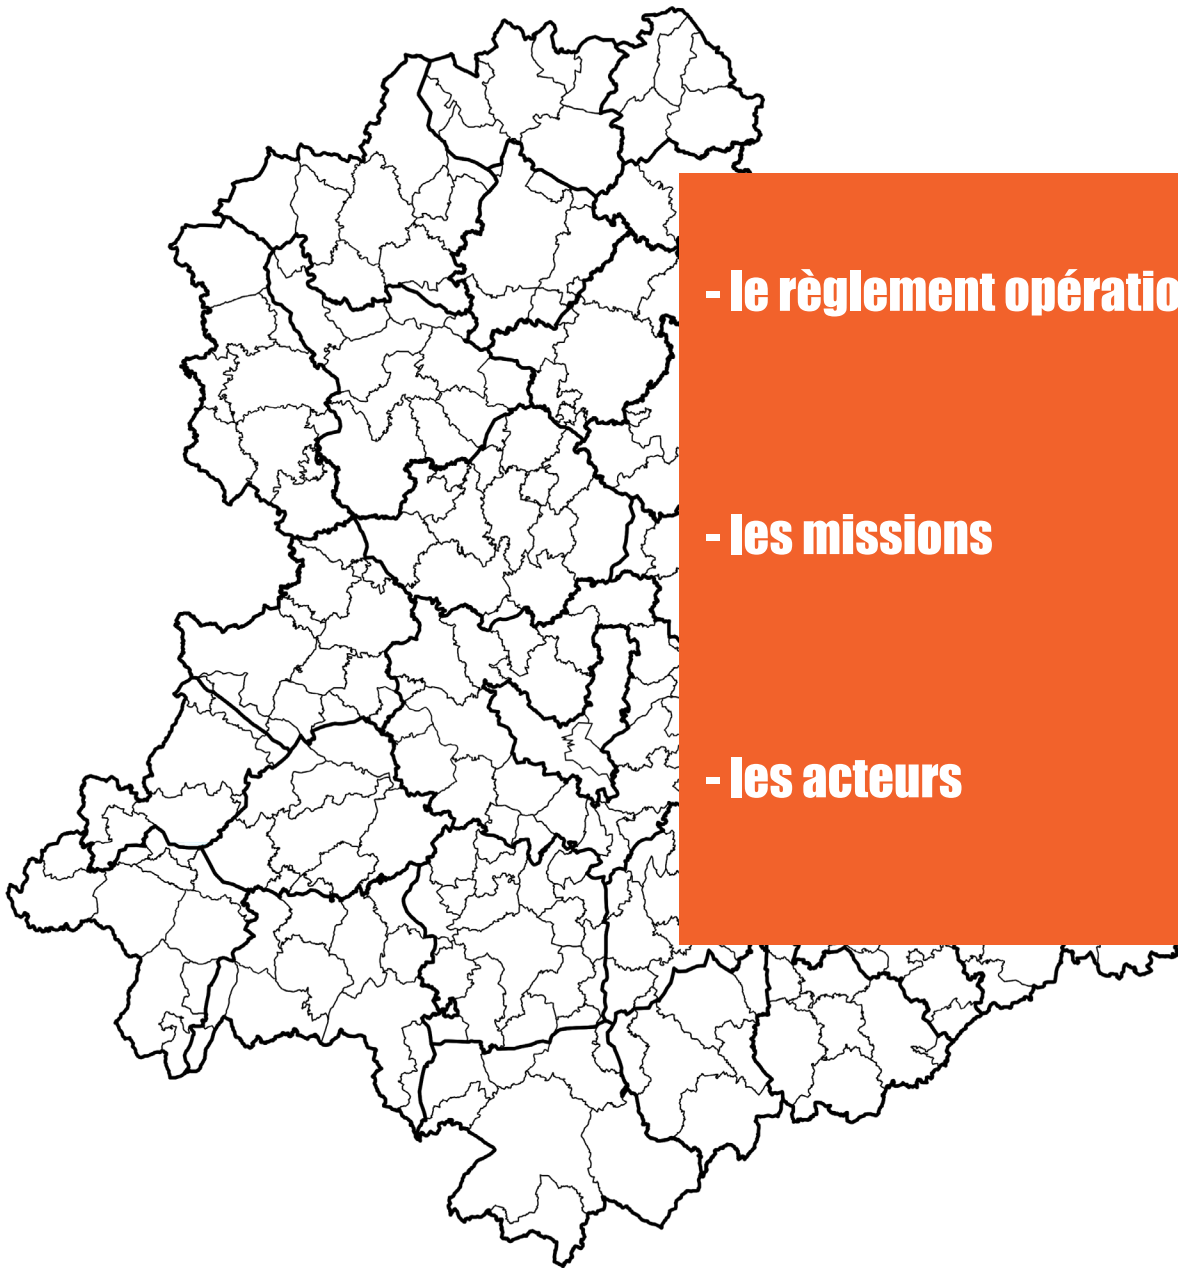 - le règlement opératio
- les missions
- les acteurs